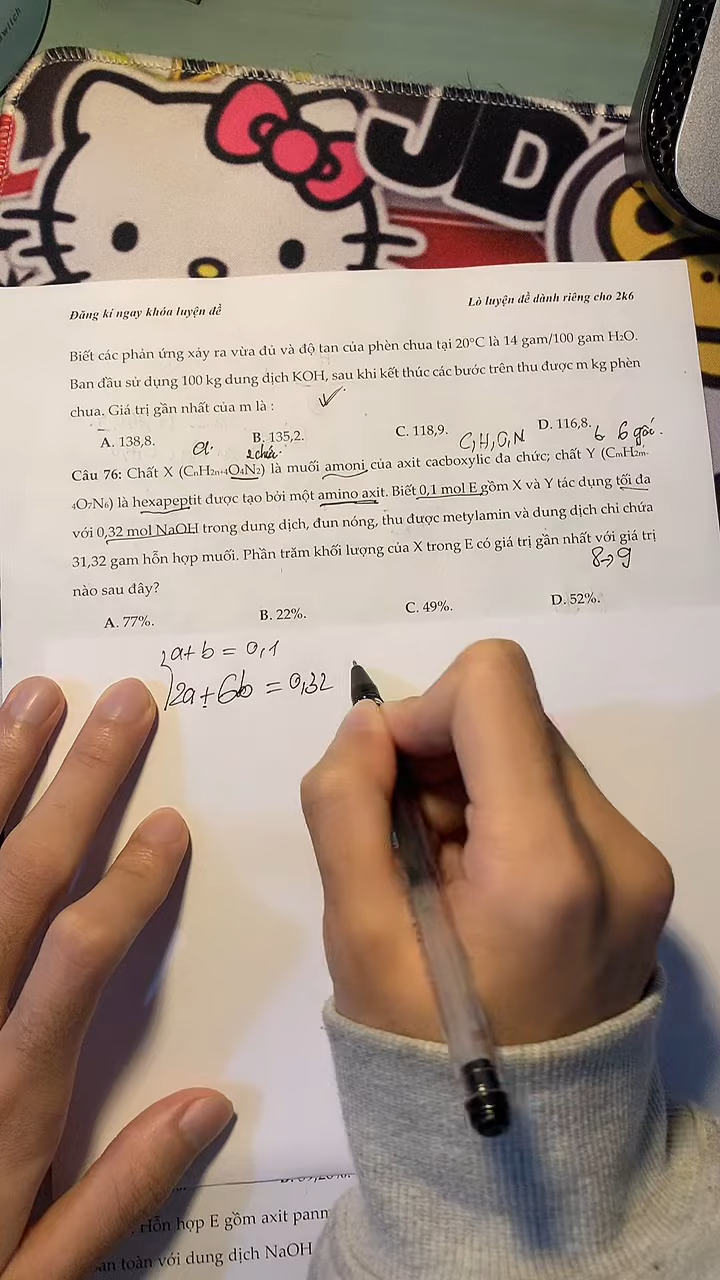 switch
JD
Đăng kí ngay khóa luyện đề
Lò luyện đề dành riêng cho 2k6
Biết các phản ứng xảy ra vừa đủ và độ tan của phèn chua tại 20°C là 14 gam/100 gam H₂O.
Ban đầu sử dụng 100 kg dung dịch KOH, sau khi kết thúc các bước trên thu được m kg phèn
chua. Giá trị gần nhất của m là :
A. 138,8. B. 135,2. C. 118,9. D. 116,8.
a. 2 chức. C,H,O,N 6 6 gốc.
Câu 76: Chất X (CₙH₂ₙ₊₄O₄N₂) là muối amoni của axit cacboxylic đa chức; chất Y (CₘH₂ₘ₋
₄O₇N₆) là hexapeptit được tạo bởi một amino axit. Biết 0,1 mol E gồm X và Y tác dụng tối đa
với 0,32 mol NaOH trong dung dịch, đun nóng, thu được metylamin và dung dịch chỉ chứa
31,32 gam hỗn hợp muối. Phần trăm khối lượng của X trong E có giá trị gần nhất với giá trị
8→9
nào sau đây?
A. 77%. B. 22%. C. 49%. D. 52%.
a+b = 0,1
2a+6b = 0,32
. Hỗn hợp E gồm axit pann
àn toàn với dung dịch NaOH